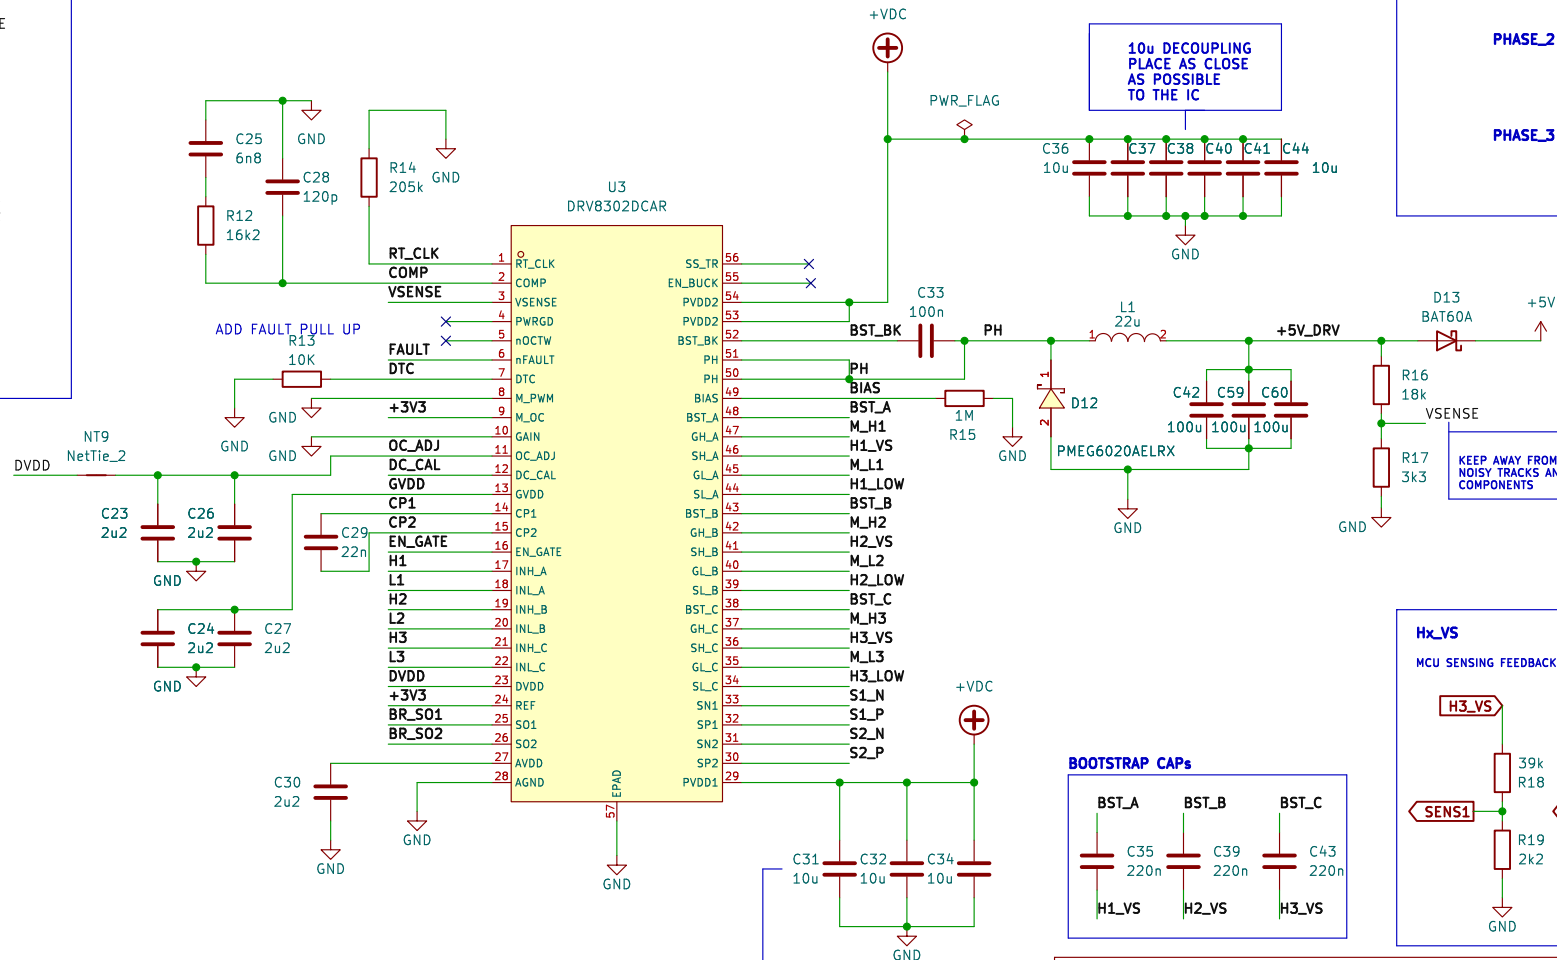 E
+VDC
10u DECOUPLING
PLACE AS CLOSE
AS POSSIBLE
TO THE IC
PHASE_2
PHASE_3
PWR_FLAG
C36
10u
C37
C38
C40
C41
C44
10u
GND
C25
6n8
C28
120p
R12
16k2
GND
R14
205k
GND
U3
DRV8302DCAR
RT_CLK
COMP
VSENSE
ADD FAULT PULL UP
R13
10K
FAULT
DTC
GND
GND
+3V3
GND
NT9
NetTie_2
DVDD
OC_ADJ
DC_CAL
GVDD
CP1
CP2
EN_GATE
H1
L1
H2
L2
H3
L3
DVDD
+3V3
BR_SO1
BR_SO2
C23
2u2
C26
2u2
GND
C29
22n
C24
2u2
C27
2u2
GND
C30
2u2
GND
GND
1 RT_CLK
2 COMP
3 VSENSE
4 PWRGD
5 nOCTW
6 nFAULT
7 DTC
8 M_PWM
9 M_OC
10 GAIN
11 OC_ADJ
12 DC_CAL
13 GVDD
14 CP1
15 CP2
16 EN_GATE
17 INH_A
18 INL_A
19 INH_B
20 INL_B
21 INH_C
22 INL_C
23 DVDD
24 REF
25 SO1
26 SO2
27 AVDD
28 AGND
EPAD
57
GND
SS_TR 56
EN_BUCK 55
PVDD2 54
PVDD2 53
BST_BK 52
PH 51
PH 50
BIAS 49
BST_A 48
GH_A 47
SH_A 46
GL_A 45
SL_A 44
BST_B 43
GH_B 42
SH_B 41
GL_B 40
SL_B 39
BST_C 38
GH_C 37
SH_C 36
GL_C 35
SL_C 34
SN1 33
SP1 32
SN2 31
SP2 30
PVDD1 29
BST_BK
PH
BIAS
BST_A
M_H1
H1_VS
M_L1
H1_LOW
BST_B
M_H2
H2_VS
M_L2
H2_LOW
BST_C
M_H3
H3_VS
M_L3
H3_LOW
S1_N
S1_P
S2_N
S2_P
C33
100n
PH
1M
R15
GND
L1
22u
1
2
1
2
D12
PMEG6020AELRX
GND
+5V_DRV
C42
100u
C59
100u
C60
100u
D13
BAT60A
+5V
R16
18k
VSENSE
R17
3k3
GND
KEEP AWAY FROM
NOISY TRACKS AN
COMPONENTS
+VDC
C31
10u
C32
10u
C34
10u
GND
BOOTSTRAP CAPs
BST_A
BST_B
BST_C
C35
220n
C39
220n
C43
220n
H1_VS
H2_VS
H3_VS
Hx_VS
MCU SENSING FEEDBACK
H3_VS
39k
R18
SENS1
R19
2k2
GND